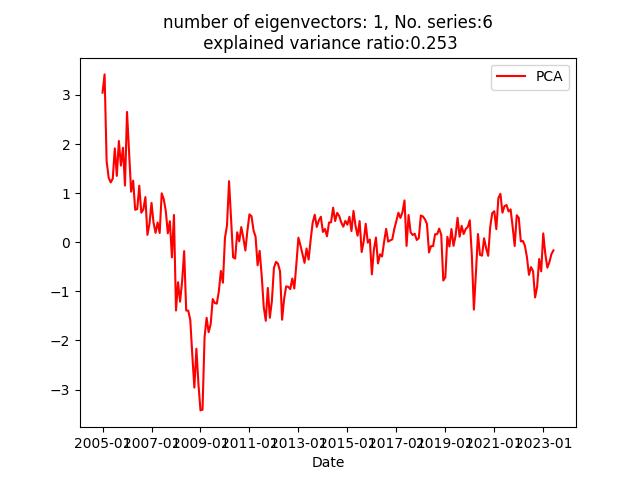 number of eigenvectors: 1, No. series:6
explained variance ratio:0.253
PCA
3
2
1
0
−1
−2
−3
2005-01 2007-01 2009-01 2011-01 2013-01 2015-01 2017-01 2019-01 2021-01 2023-01
Date